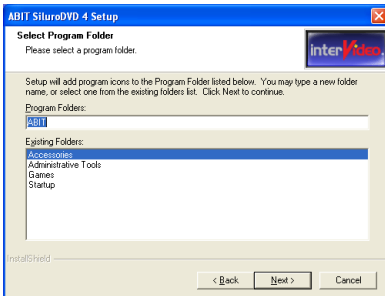 ABIT SiluroDVD 4 Setup
Select Program Folder
Please select a program folder.
interVideo.
Setup will add program icons to the Program Folder listed below. You may type a new folder
name, or select one from the existing folders list. Click Next to continue.
Program Folders:
ABIT
Existing Folders:
Accessories
Administrative Tools
Games
Startup
InstallShield
< Back
Next >
Cancel